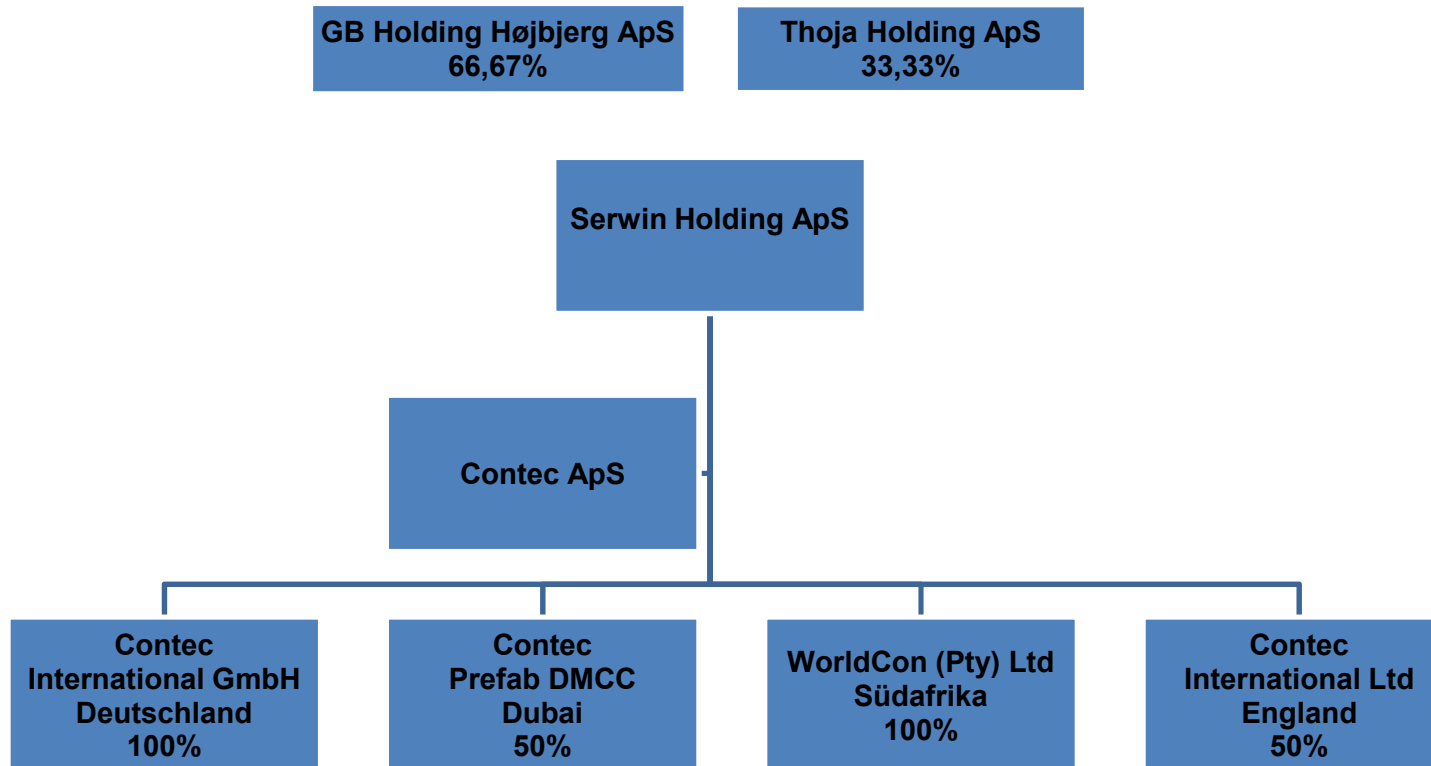 GB Holding Højbjerg ApS
66,67%
Thoja Holding ApS
33,33%
Serwin Holding ApS
Contec ApS
Contec
International GmbH
Deutschland
100%
Contec
Prefab DMCC
Dubai
50%
WorldCon (Pty) Ltd
Südafrika
100%
Contec
International Ltd
England
50%